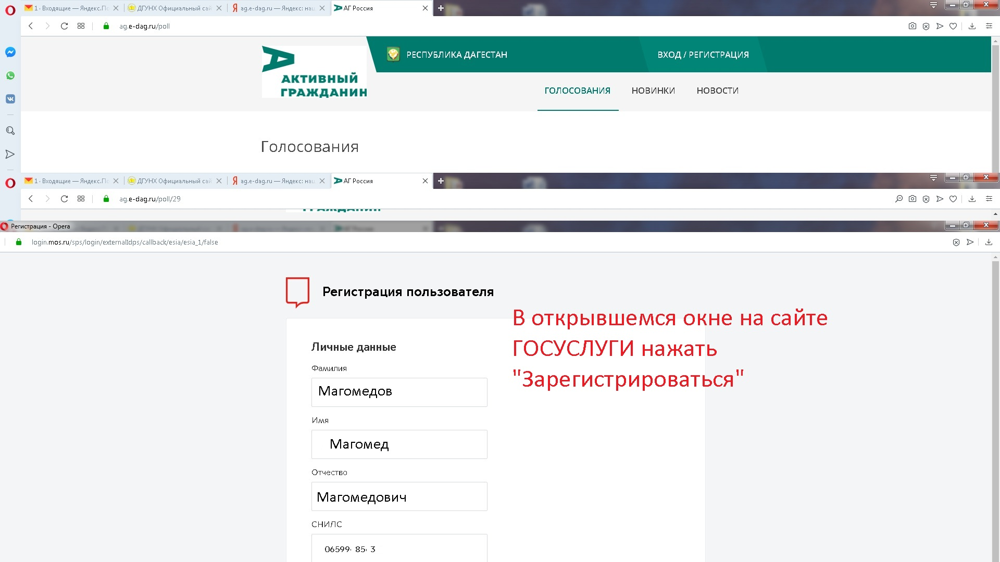 1 · Входящие — Яндекс.По
ДГУНХ Официальный сай
ag.e-dag.ru — Яндекс: наш
АГ Россия
ag.e-dag.ru/poll
АКТИВНЫЙ
ГРАЖДАНИН
РЕСПУБЛИКА ДАГЕСТАН
ВХОД / РЕГИСТРАЦИЯ
ГОЛОСОВАНИЯ НОВИНКИ НОВОСТИ
Голосования
1 · Входящие — Яндекс.По
ДГУНХ Официальный сай
ag.e-dag.ru — Яндекс: наш
АГ Россия
ag.e-dag.ru/poll/29
Регистрация - Opera
login.mos.ru/sps/login/externalIdps/callback/esia/esia_1/false
Регистрация пользователя
В открывшемся окне на сайте
ГОСУСЛУГИ нажать
"Зарегистрироваться"
Личные данные
Фамилия
Магомедов
Имя
Магомед
Отчество
Магомедович
СНИЛС
06599 85 3